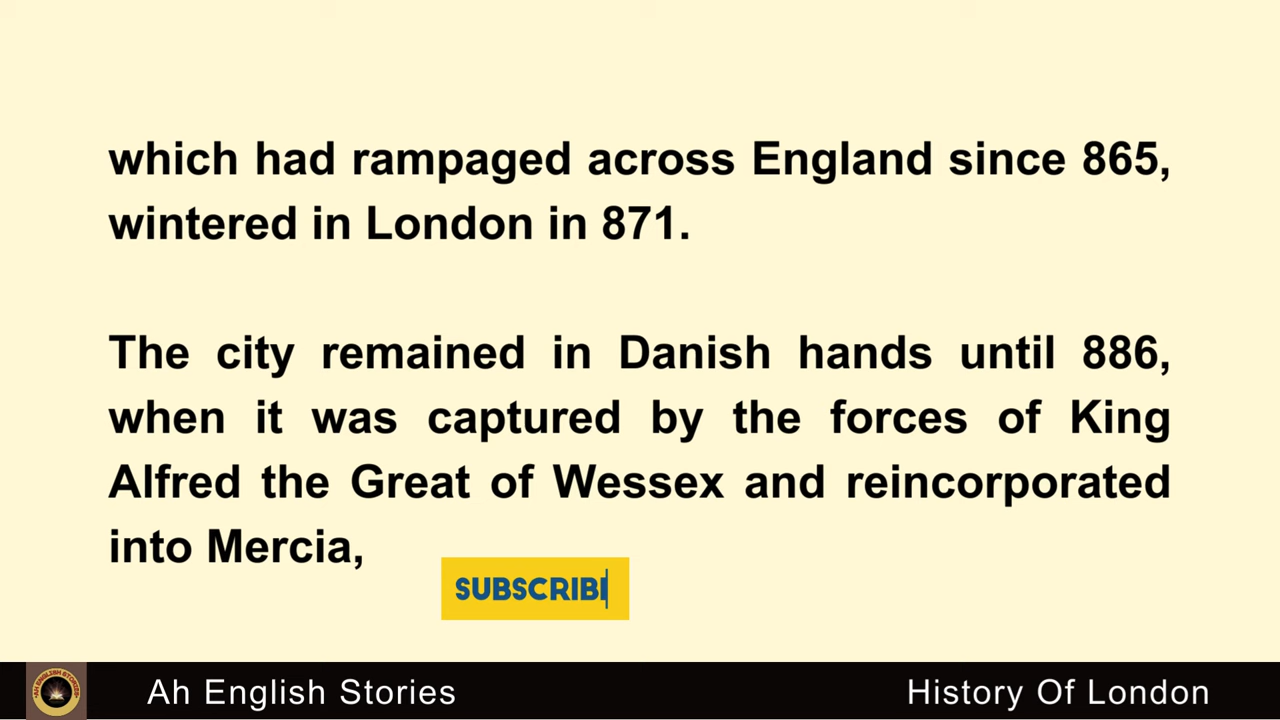 which had rampaged across England since 865,
wintered in London in 871.
The city remained in Danish hands until 886,
when it was captured by the forces of King
Alfred the Great of Wessex and reincorporated
into Mercia,
SUBSCRIB
Ah English Stories
History Of London